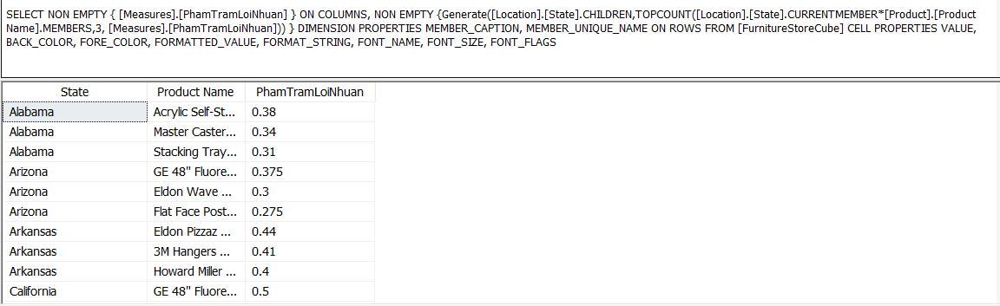 SELECT NON EMPTY { [Measures].[PhamTramLoiNhuan] } ON COLUMNS, NON EMPTY {Generate([Location].[State].CHILDREN,TOPCOUNT([Location].[State].CURRENTMEMBER*[Product].[Product
Name].MEMBERS,3, [Measures].[PhamTramLoiNhuan])) } DIMENSION PROPERTIES MEMBER_CAPTION, MEMBER_UNIQUE_NAME ON ROWS FROM [FurnitureStoreCube] CELL PROPERTIES VALUE,
BACK_COLOR, FORE_COLOR, FORMATTED_VALUE, FORMAT_STRING, FONT_NAME, FONT_SIZE, FONT_FLAGS
State Product Name PhamTramLoiNhuan
Alabama Acrylic Self-St... 0.38
Alabama Master Caster... 0.34
Alabama Stacking Tray... 0.31
Arizona GE 48" Fluore... 0.375
Arizona Eldon Wave ... 0.3
Arizona Flat Face Post... 0.275
Arkansas Eldon Pizzaz ... 0.44
Arkansas 3M Hangers ... 0.41
Arkansas Howard Miller ... 0.4
California GE 48" Fluore... 0.5